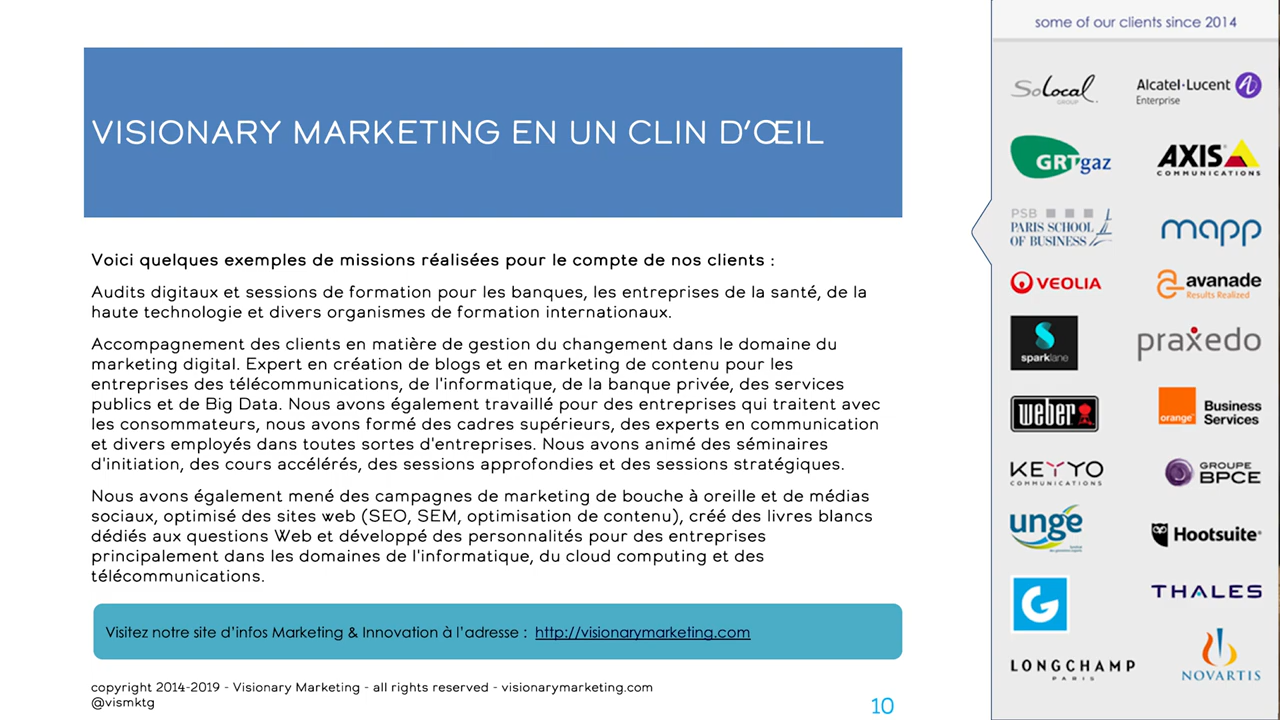 VISIONARY MARKETING EN UN CLIN D'ŒIL
Voici quelques exemples de missions réalisées pour le compte de nos clients :
Audits digitaux et sessions de formation pour les banques, les entreprises de la santé, de la
haute technologie et divers organismes de formation internationaux.
Accompagnement des clients en matière de gestion du changement dans le domaine du
marketing digital. Expert en création de blogs et en marketing de contenu pour les
entreprises des télécommunications, de l'informatique, de la banque privée, des services
publics et de Big Data. Nous avons également travaillé pour des entreprises qui traitent avec
les consommateurs, nous avons formé des cadres supérieurs, des experts en communication
et divers employés dans toutes sortes d'entreprises. Nous avons animé des séminaires
d'initiation, des cours accélérés, des sessions approfondies et des sessions stratégiques.
Nous avons également mené des campagnes de marketing de bouche à oreille et de médias
sociaux, optimisé des sites web (SEO, SEM, optimisation de contenu), créé des livres blancs
dédiés aux questions Web et développé des personnalités pour des entreprises
principalement dans les domaines de l'informatique, du cloud computing et des
télécommunications.
Visitez notre site d'infos Marketing & Innovation à l'adresse : http://visionarymarketing.com
copyright 2014-2019 - Visionary Marketing - all rights reserved - visionarymarketing.com
@vismktg
10
some of our clients since 2014
SoLocal
GROUP
Alcatel·Lucent
Enterprise
GRTgaz
AXIS
COMMUNICATIONS
PSB
PARIS SCHOOL
OF BUSINESS
mapp
VEOLIA
avanade
Results Realized
sparklane
praxedo
weber
orange
Business
Services
KEYYO
COMMUNICATIONS
GROUPE
BPCE
unge
Hootsuite
G
THALES
LONGCHAMP
PARIS
NOVARTIS